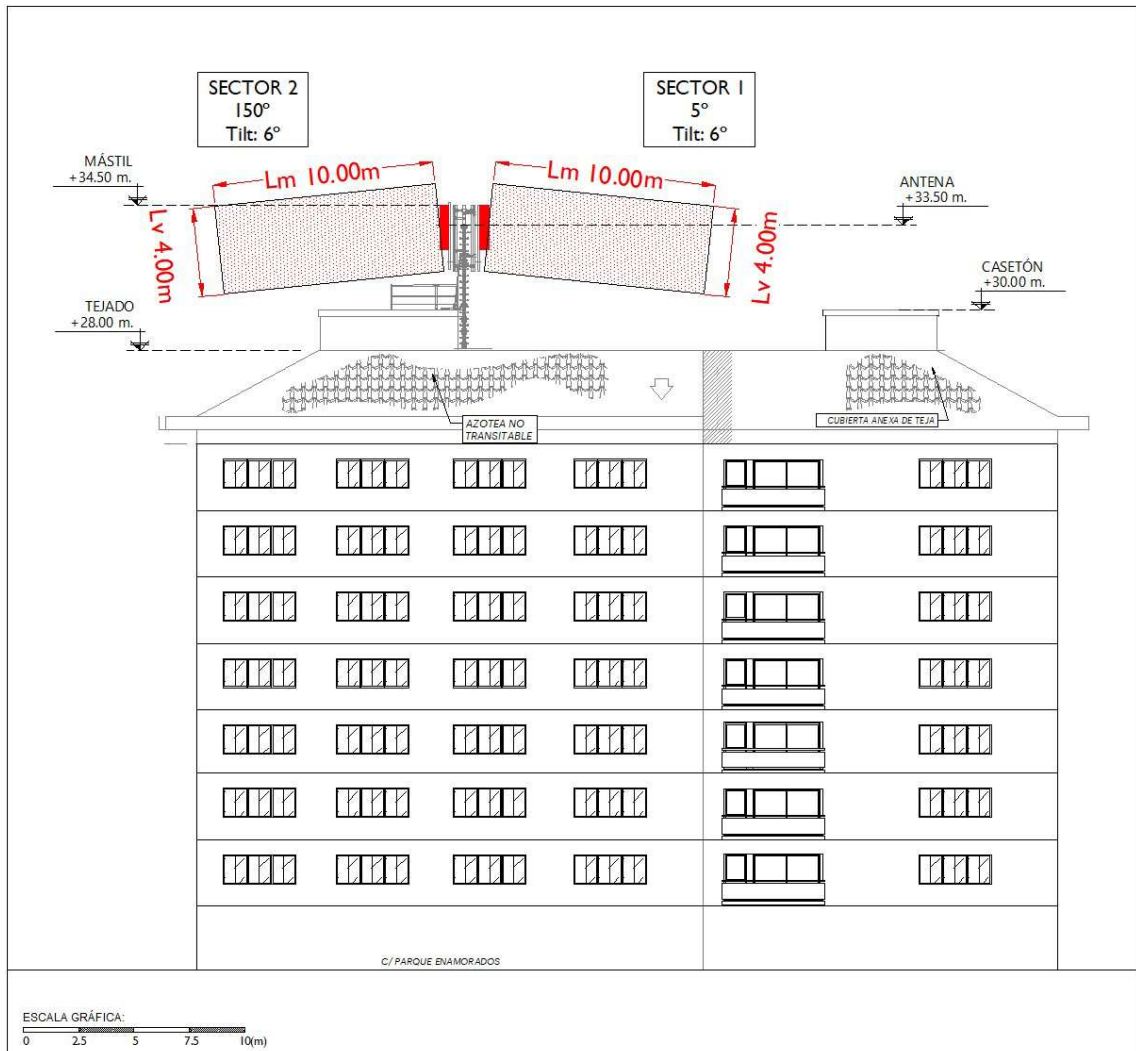 SECTOR 2
150º
Tilt: 6º
SECTOR 1
5º
Tilt: 6º
MÁSTIL
+34.50 m.
Lm 10.00m
Lm 10.00m
ANTENA
+33.50 m.
Lv 4.00m
Lv 4.00m
CASETÓN
+30.00 m.
TEJADO
+28.00 m.
AZOTEA NO
TRANSITABLE
CUBIERTA ANEXA DE TEJA
C/ PARQUE ENAMORADOS
ESCALA GRÁFICA:
0 2.5 5 7.5 10(m)